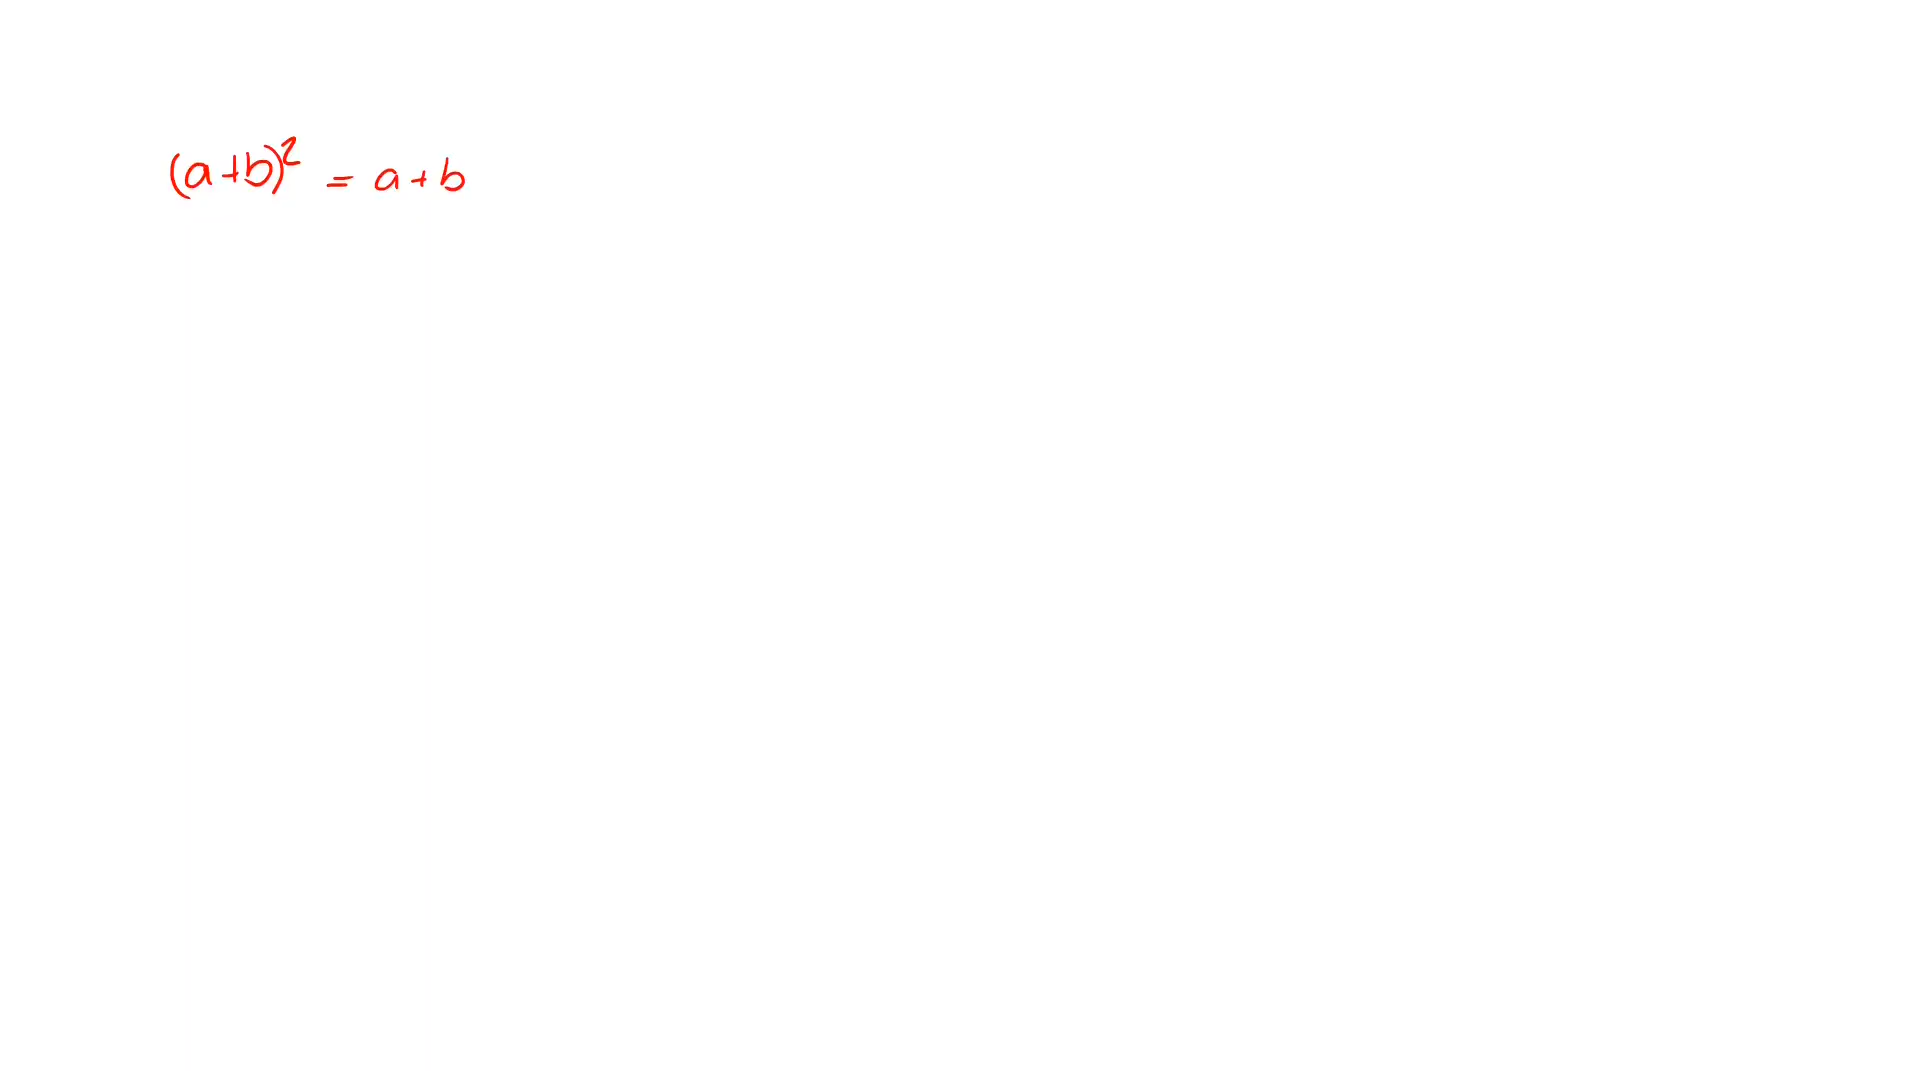 (a+b)² = a+b